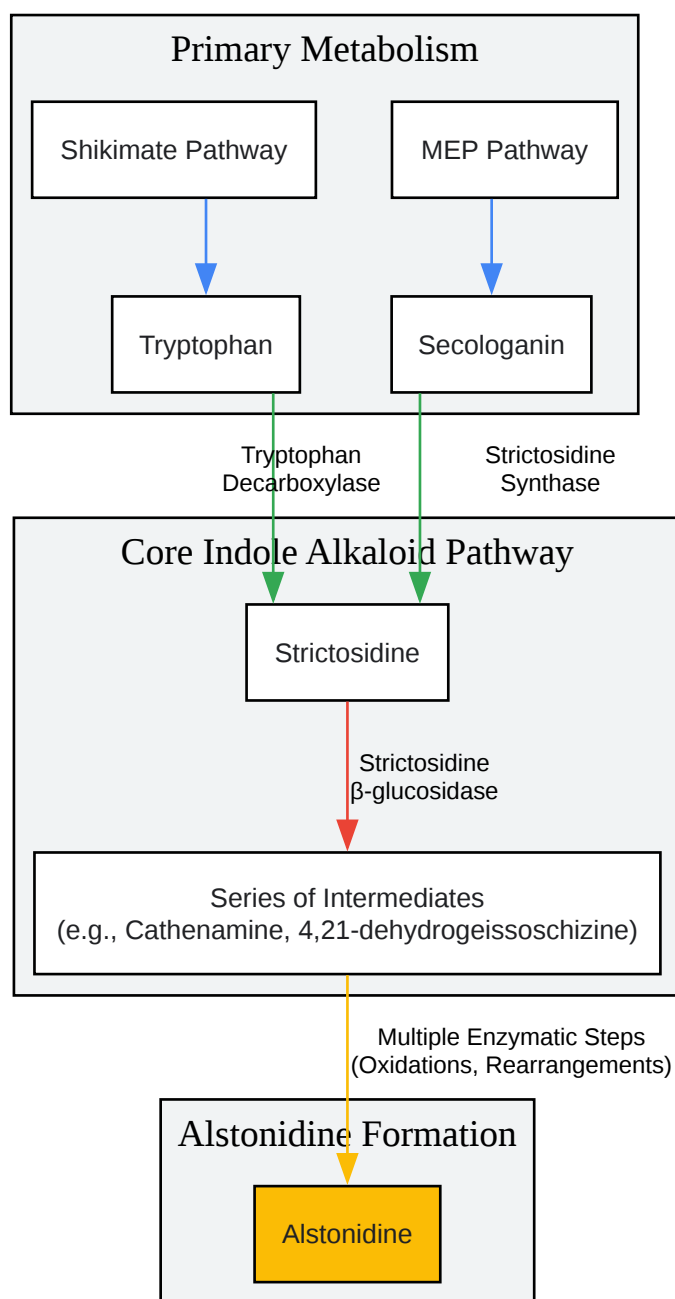 Primary Metabolism
Shikimate Pathway
MEP Pathway
Tryptophan
Secologanin
Tryptophan
Decarboxylase
Strictosidine
Synthase
Core Indole Alkaloid Pathway
Strictosidine
Strictosidine
β-glucosidase
Series of Intermediates
(e.g., Cathenamine, 4,21-dehydrogeissoschizine)
Multiple Enzymatic Steps
(Oxidations, Rearrangements)
Alstonidine Formation
Alstonidine